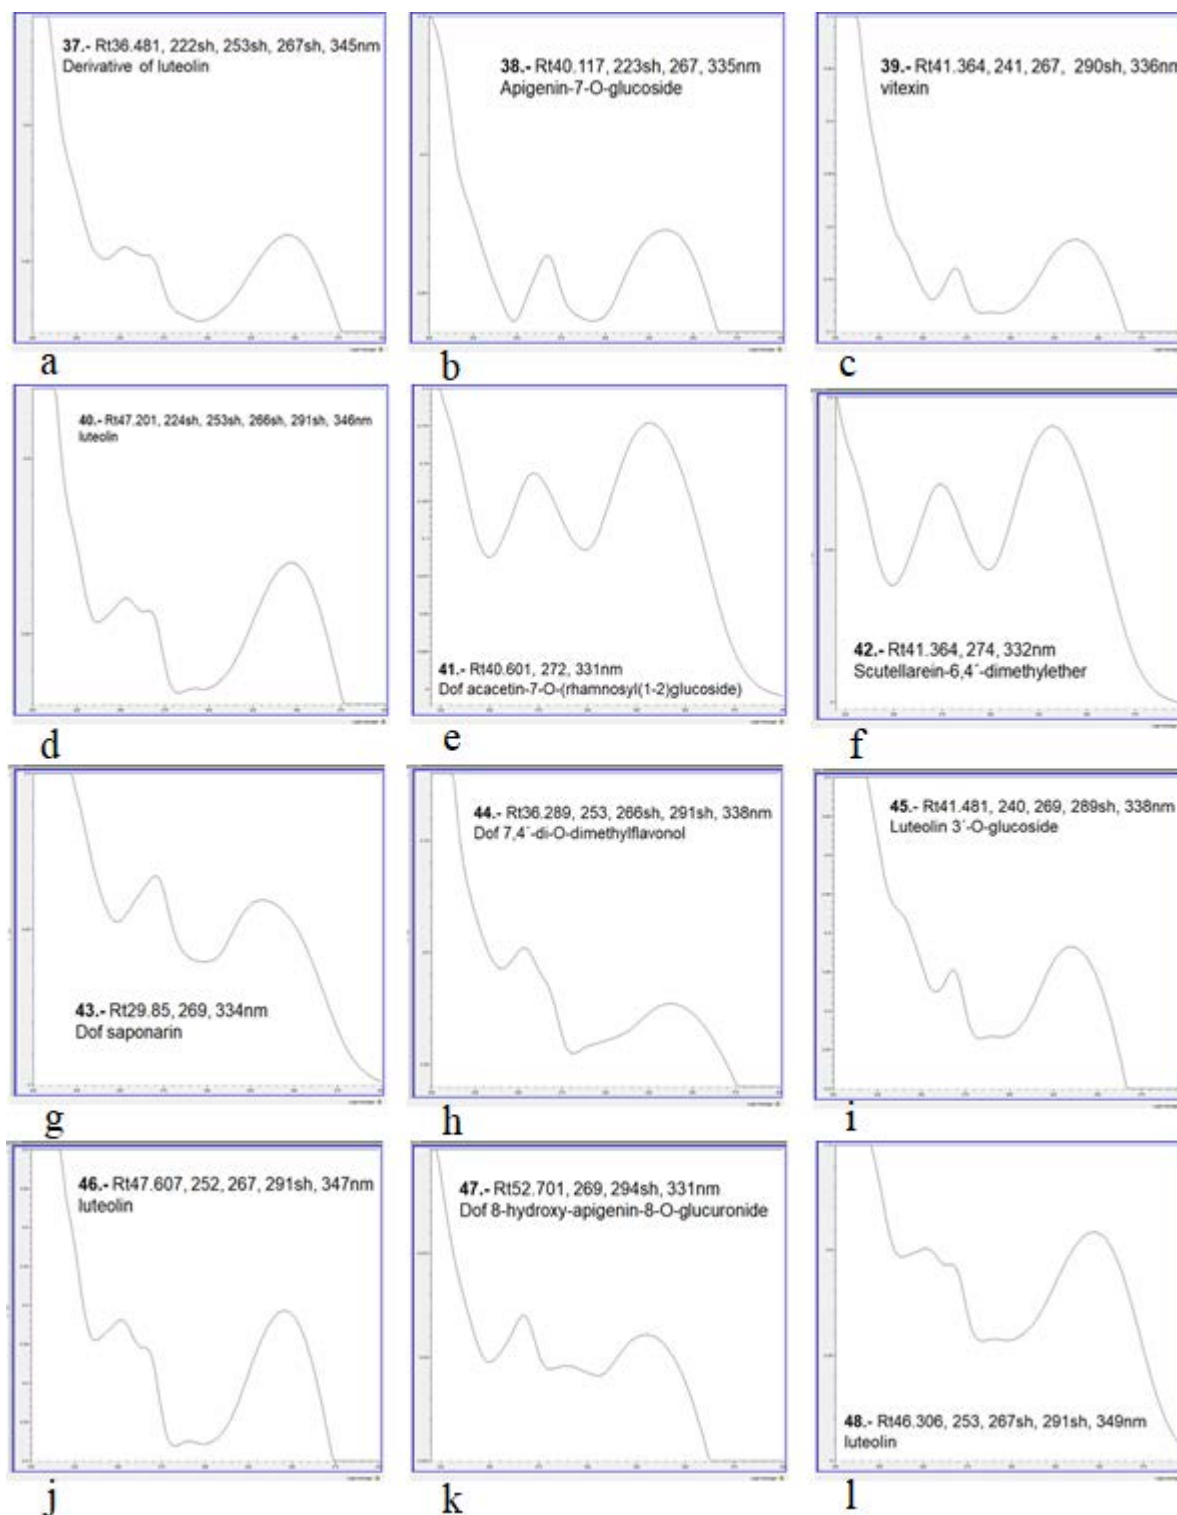 37.- Rt36.481, 222sh, 253sh, 267sh, 345nm
Derivative of luteolin
38.- Rt40.117, 223sh, 267, 335nm
Apigenin-7-O-glucoside
39.- Rt41.364, 241, 267, 290sh, 336nm
vitexin
a
b
c
40.- Rt47.201, 224sh, 253sh, 266sh, 291sh, 346nm
luteolin
41.- Rt40.601, 272, 331nm
Dof acacetin-7-O-(rhamnosyl(1-2)glucoside)
42.- Rt41.364, 274, 332nm
Scutellarein-6,4´-dimethylether
d
e
f
43.- Rt29.85, 269, 334nm
Dof saponarin
44.- Rt36.289, 253, 266sh, 291sh, 338nm
Dof 7,4´-di-O-dimethylflavonol
45.- Rt41.481, 240, 269, 289sh, 338nm
Luteolin 3´-O-glucoside
g
h
i
46.- Rt47.607, 252, 267, 291sh, 347nm
luteolin
47.- Rt52.701, 269, 294sh, 331nm
Dof 8-hydroxy-apigenin-8-O-glucuronide
48.- Rt46.306, 253, 267sh, 291sh, 349nm
luteolin
j
k
l